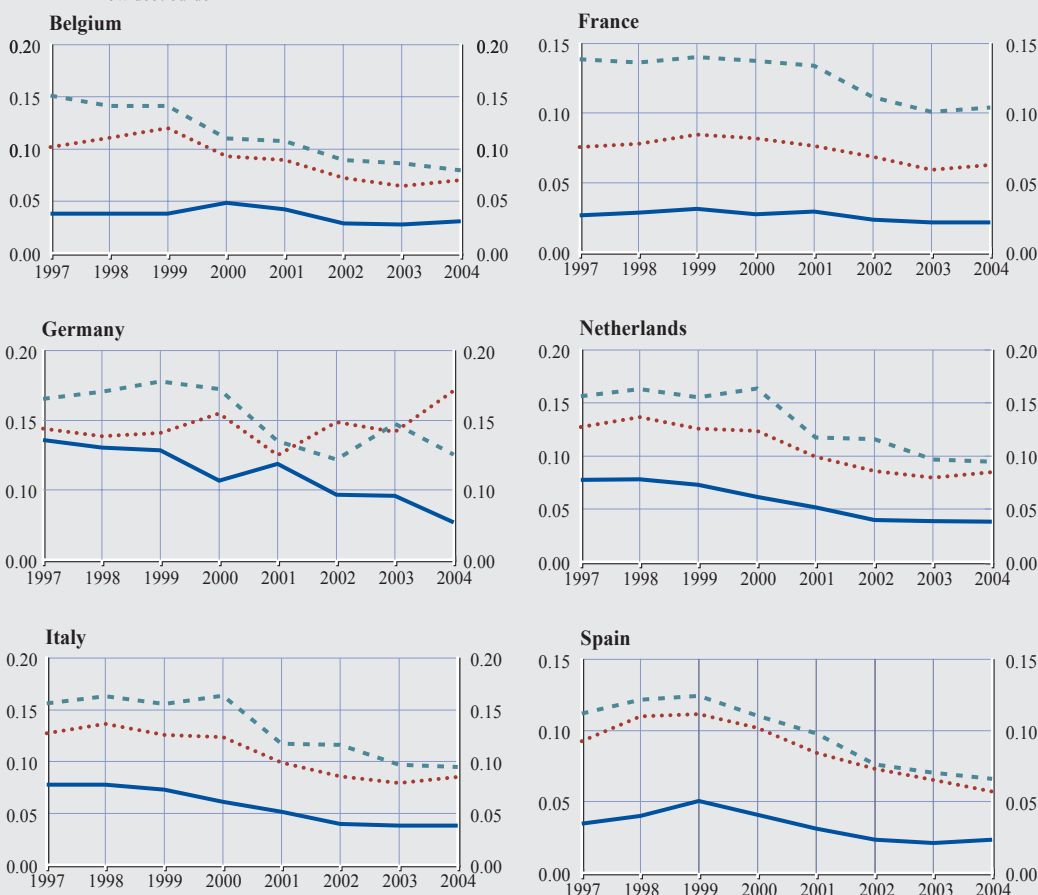 Belgium France
0.20 0.20 0.15 0.15
0.15 0.15 0.10 0.10
0.10 0.10 0.05 0.05
0.05 0.05
0.00 0.00 0.00 0.00
1997 1998 1999 2000 2001 2002 2003 2004 1997 1998 1999 2000 2001 2002 2003 2004
Germany Netherlands
0.20 0.20 0.20 0.20
0.15 0.15 0.15 0.15
0.10 0.10 0.10 0.10
0.05 0.05
0.00 0.00 0.00 0.00
1997 1998 1999 2000 2001 2002 2003 2004 1997 1998 1999 2000 2001 2002 2003 2004
Italy Spain
0.20 0.20 0.15 0.15
0.15 0.15 0.10 0.10
0.10 0.10 0.05 0.05
0.05 0.05
0.00 0.00 0.00 0.00
1997 1998 1999 2000 2001 2002 2003 2004 1997 1998 1999 2000 2001 2002 2003 2004